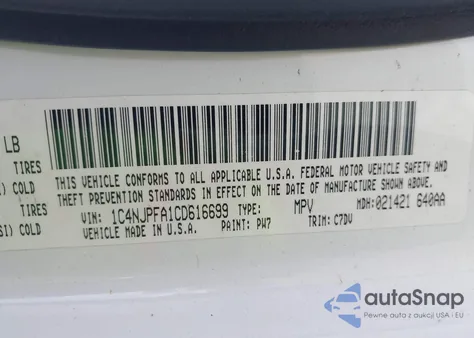 LB
TIRES
COLD
TIRES
SI) COLD
THIS VEHICLE CONFORMS TO ALL APPLICABLE U.S.A. FEDERAL MOTOR VEHICLE SAFETY AND
THEFT PREVENTION STANDARDS IN EFFECT ON THE DATE OF MANUFACTURE SHOWN ABOVE.
VIN: 1C4NJPFA1CD616699 TYPE: MPV MDH:021421 640AA
VEHICLE MADE IN U.S.A. PAINT: PW7 TRIM: C7DV
autoSnap
Pewne auto z aukcji USA i EU